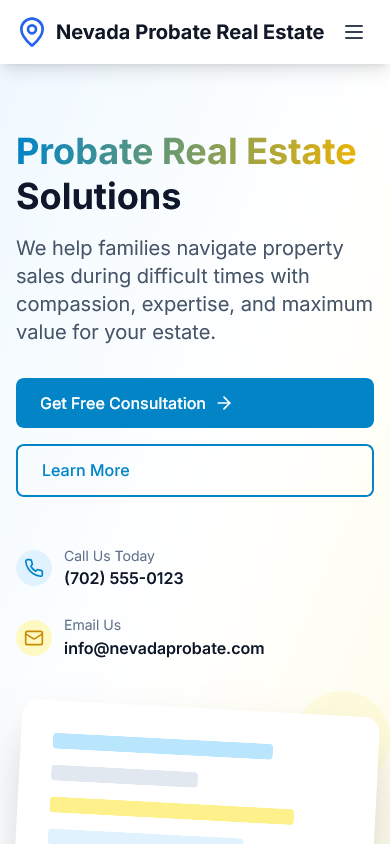 Nevada Probate Real Estate
Probate Real Estate
Solutions
We help families navigate property
sales during difficult times with
compassion, expertise, and maximum
value for your estate.
Get Free Consultation
Learn More
Call Us Today
(702) 555-0123
Email Us
info@nevadaprobate.com